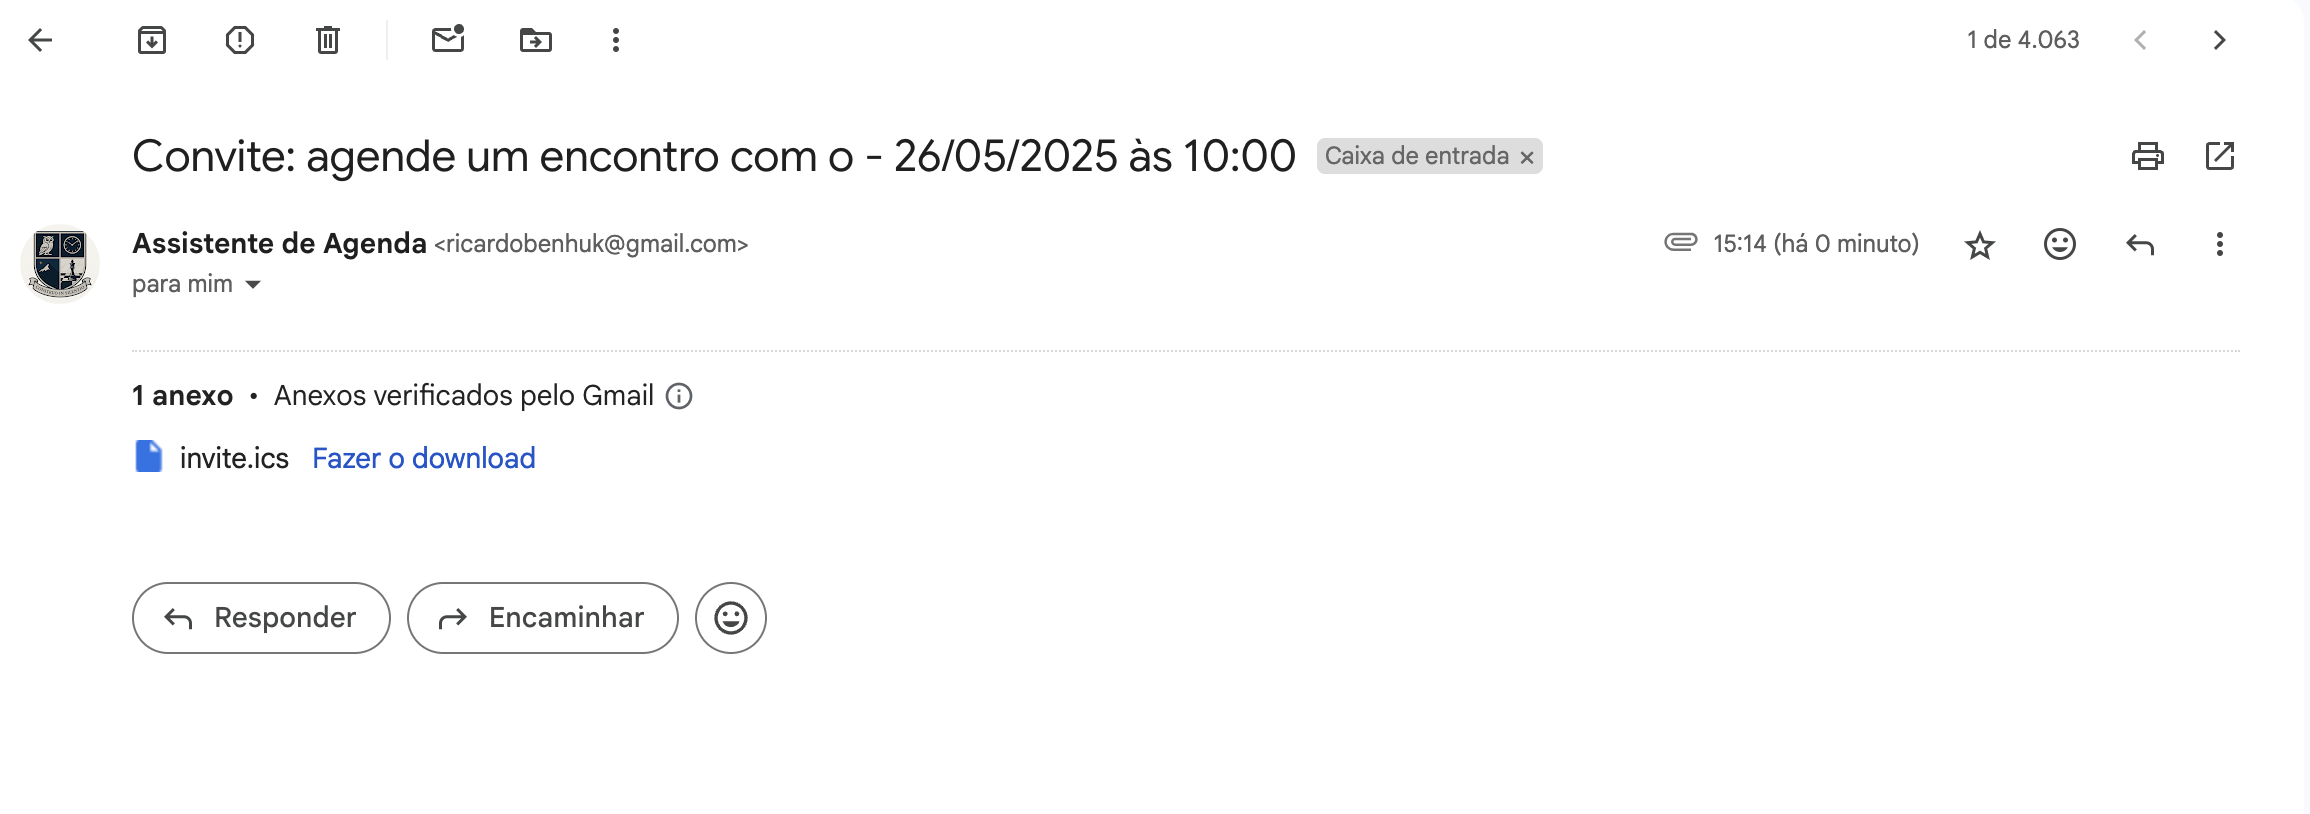 1 de 4.063
Convite: agende um encontro com o - 26/05/2025 às 10:00
Caixa de entrada ×
Assistente de Agenda <ricardobenhuk@gmail.com>
15:14 (há 0 minuto)
para mim
1 anexo • Anexos verificados pelo Gmail
invite.ics Fazer o download
Responder
Encaminhar